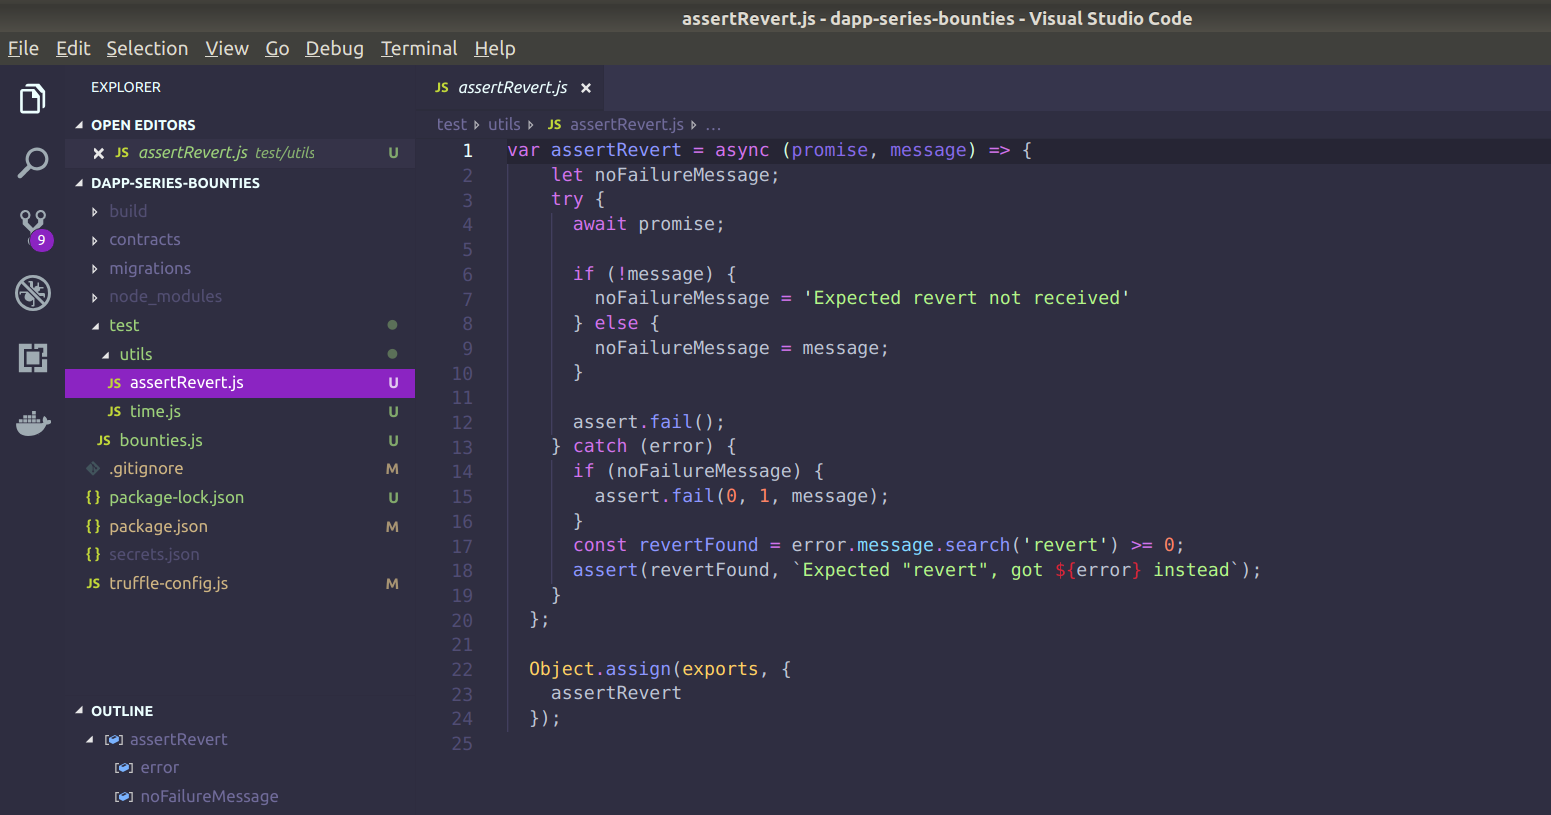 assertRevert.js - dapp-series-bounties - Visual Studio Code
File Edit Selection View Go Debug Terminal Help
EXPLORER
OPEN EDITORS
JS assertRevert.js test/utils U
DAPP-SERIES-BOUNTIES
build
contracts
9
migrations
node_modules
test
utils
JS assertRevert.js U
JS time.js U
JS bounties.js U
.gitignore M
{} package-lock.json U
{} package.json M
{} secrets.json
JS truffle-config.js M
OUTLINE
assertRevert
error
noFailureMessage
JS assertRevert.js ×
test utils JS assertRevert.js ...
1 var assertRevert = async (promise, message) => {
2 let noFailureMessage;
3 try {
4 await promise;
5
6 if (!message) {
7 noFailureMessage = 'Expected revert not received'
8 } else {
9 noFailureMessage = message;
10 }
11
12 assert.fail();
13 } catch (error) {
14 if (noFailureMessage) {
15 assert.fail(0, 1, message);
16 }
17 const revertFound = error.message.search('revert') >= 0;
18 assert(revertFound, `Expected "revert", got ${error} instead`);
19 }
20 };
21
22 Object.assign(exports, {
23 assertRevert
24 });
25